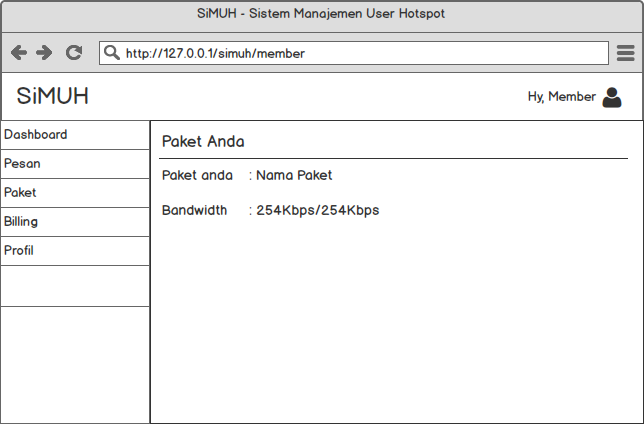 SiMUH - Sistem Manajemen User Hotspot
http://127.0.0.1/simuh/member
SiMUH
Hy, Member
Dashboard
Pesan
Paket
Billing
Profil
Paket Anda
Paket anda : Nama Paket
Bandwidth : 254Kbps/254Kbps